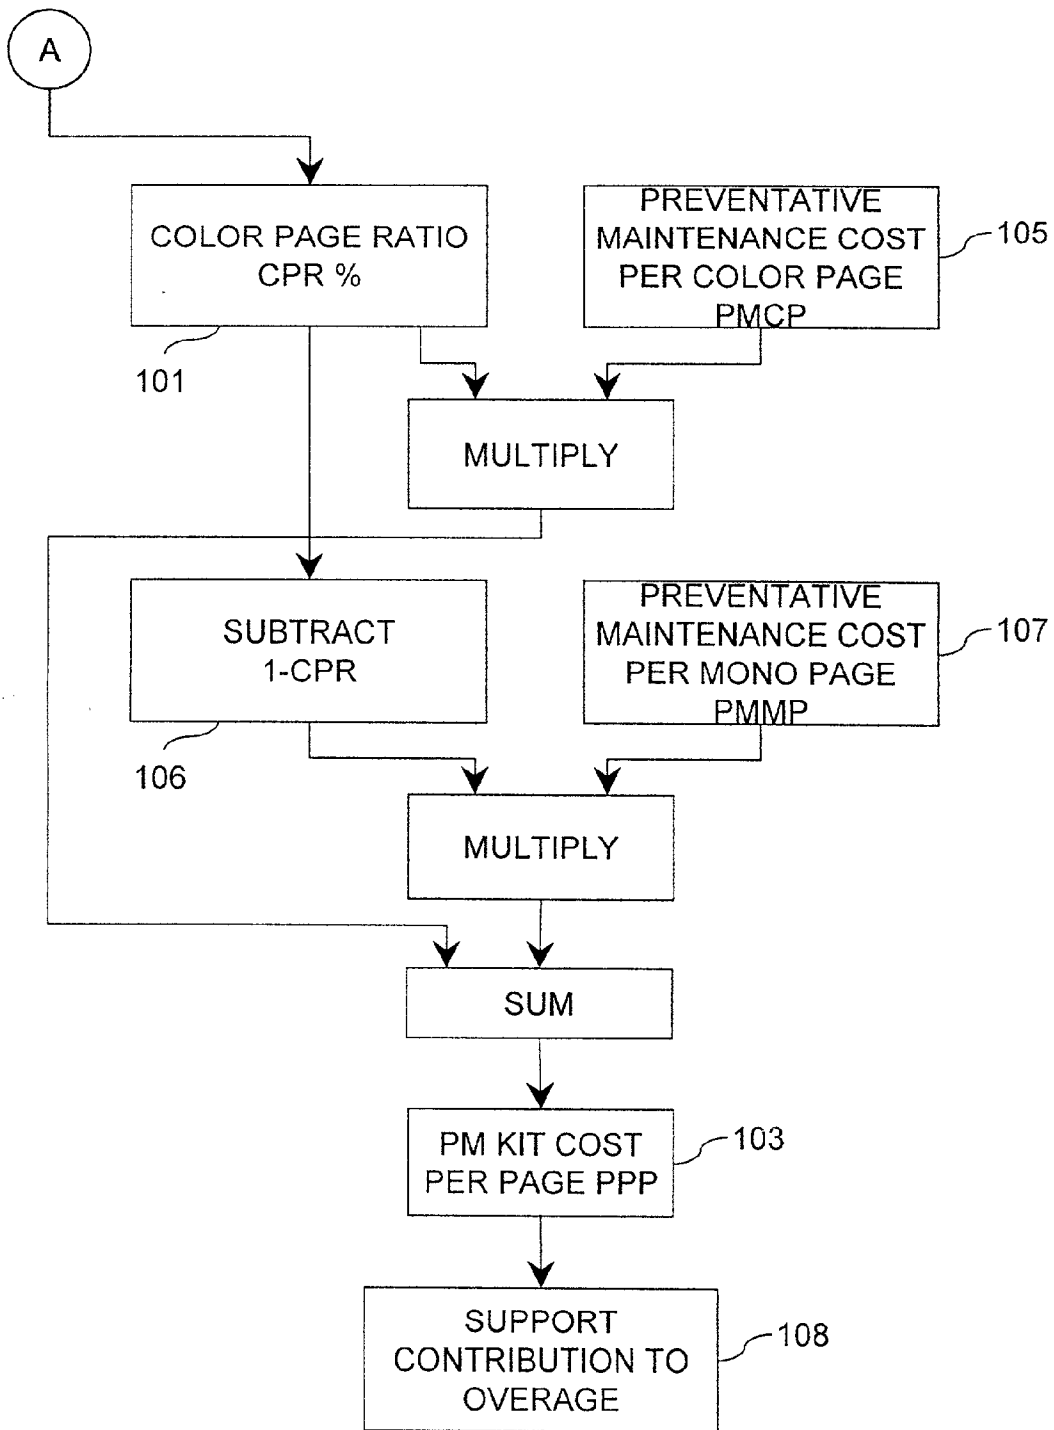 A
COLOR PAGE RATIO
CPR %
101
PREVENTATIVE
MAINTENANCE COST
PER COLOR PAGE
PMCP
105
MULTIPLY
SUBTRACT
1-CPR
106
PREVENTATIVE
MAINTENANCE COST
PER MONO PAGE
PMMP
107
MULTIPLY
SUM
PM KIT COST
PER PAGE PPP
103
SUPPORT
CONTRIBUTION TO
OVERAGE
108